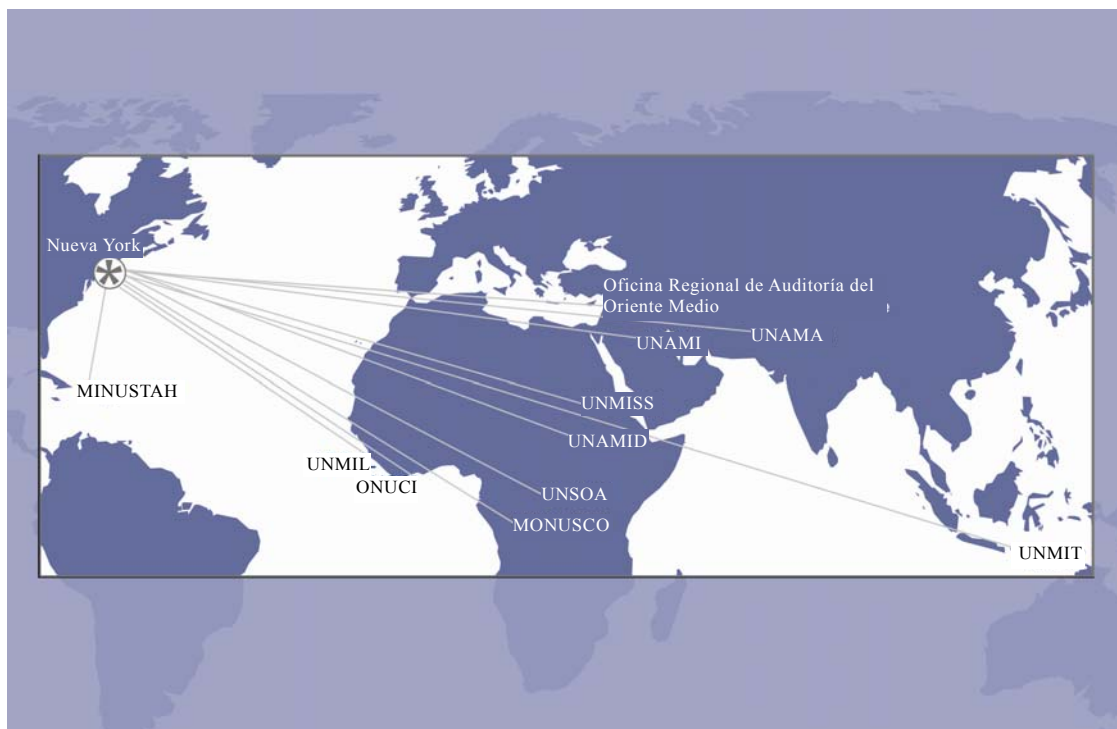 Nueva York
Oficina Regional de Auditoría del
Oriente Medio
UNAMA
UNAMI
MINUSTAH
UNMISS
UNAMID
UNMIL
ONUCI
UNSOA
MONUSCO
UNMIT